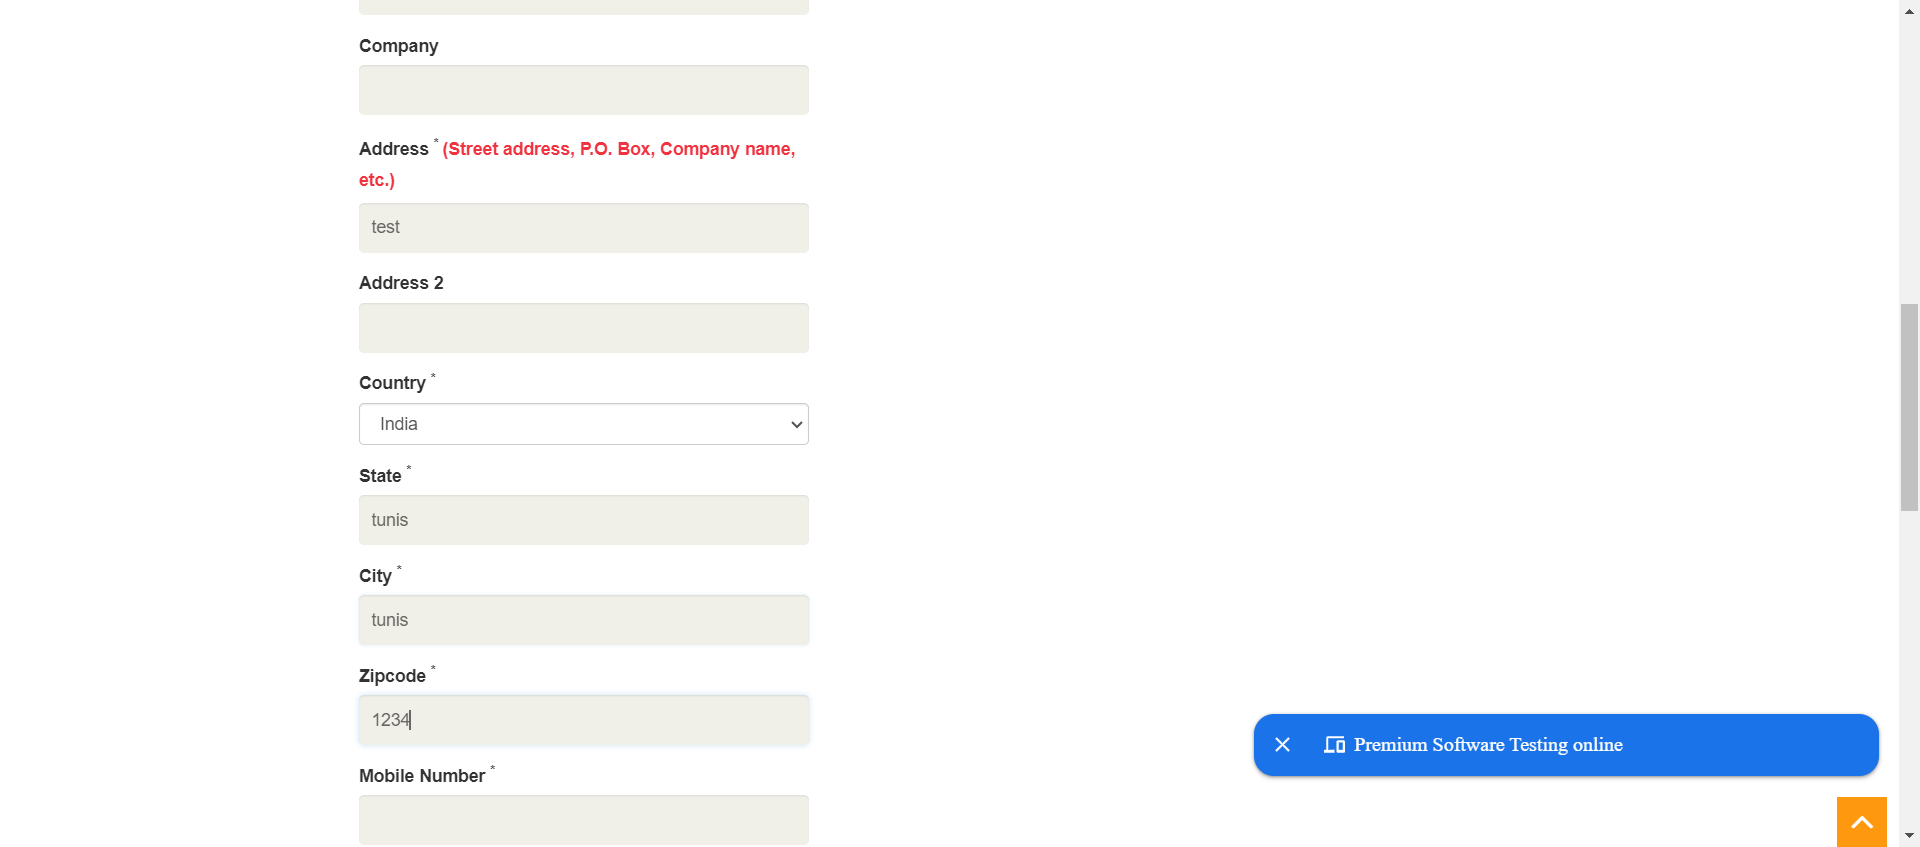 Company
Address * (Street address, P.O. Box, Company name,
etc.)
test
Address 2
Country *
India
State *
tunis
City *
tunis
Zipcode *
1234
Mobile Number *
Premium Software Testing online